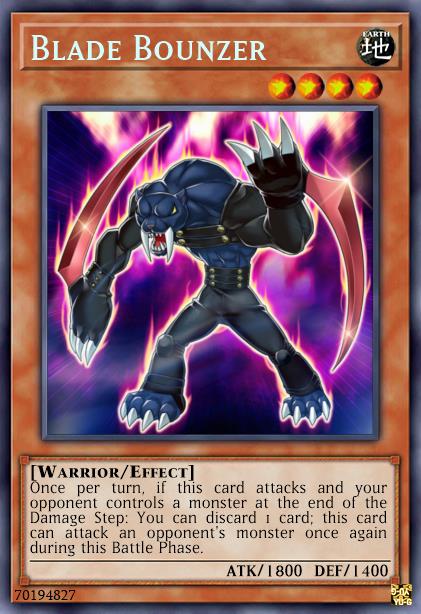 Blade Bounzer
EARTH
地
[Warrior/Effect]
Once per turn, if this card attacks and your
opponent controls a monster at the end of the
Damage Step: You can discard 1 card; this card
can attack an opponent's monster once again
during this Battle Phase.
ATK/1800 DEF/1400
70194827